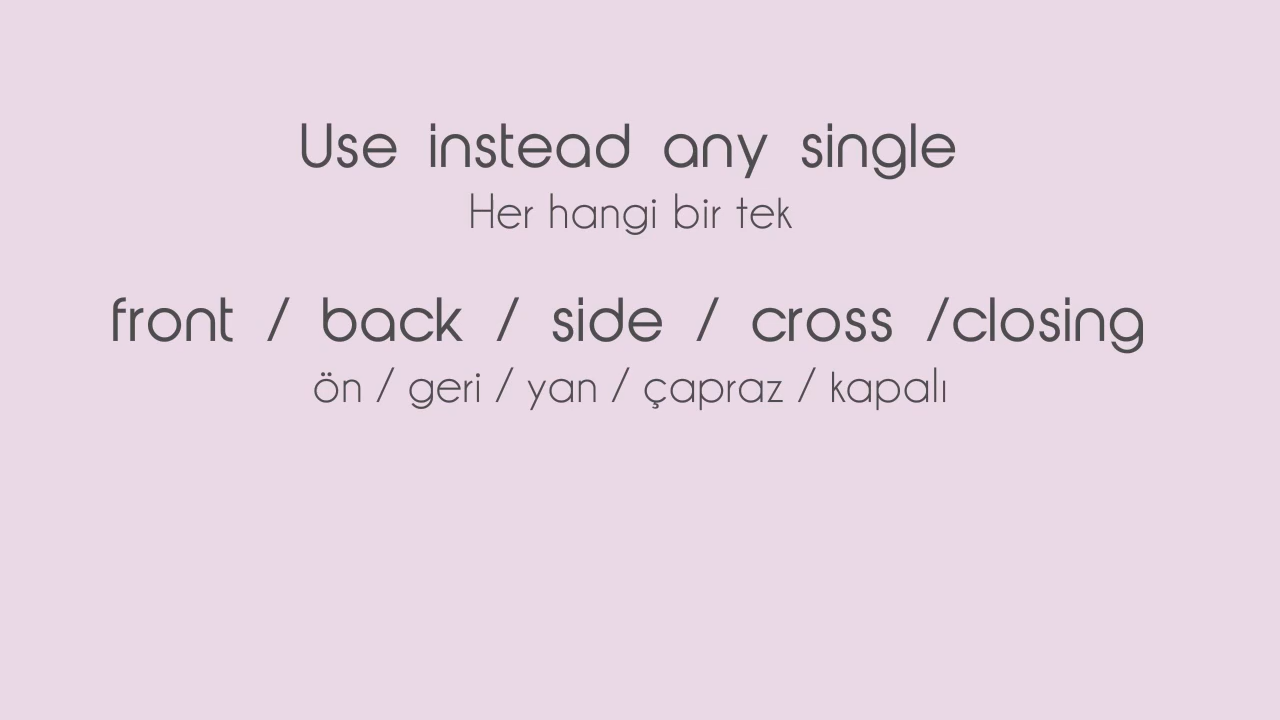 Use instead any single
Her hangi bir tek
front / back / side / cross /closing
ön / geri / yan / çapraz / kapalı